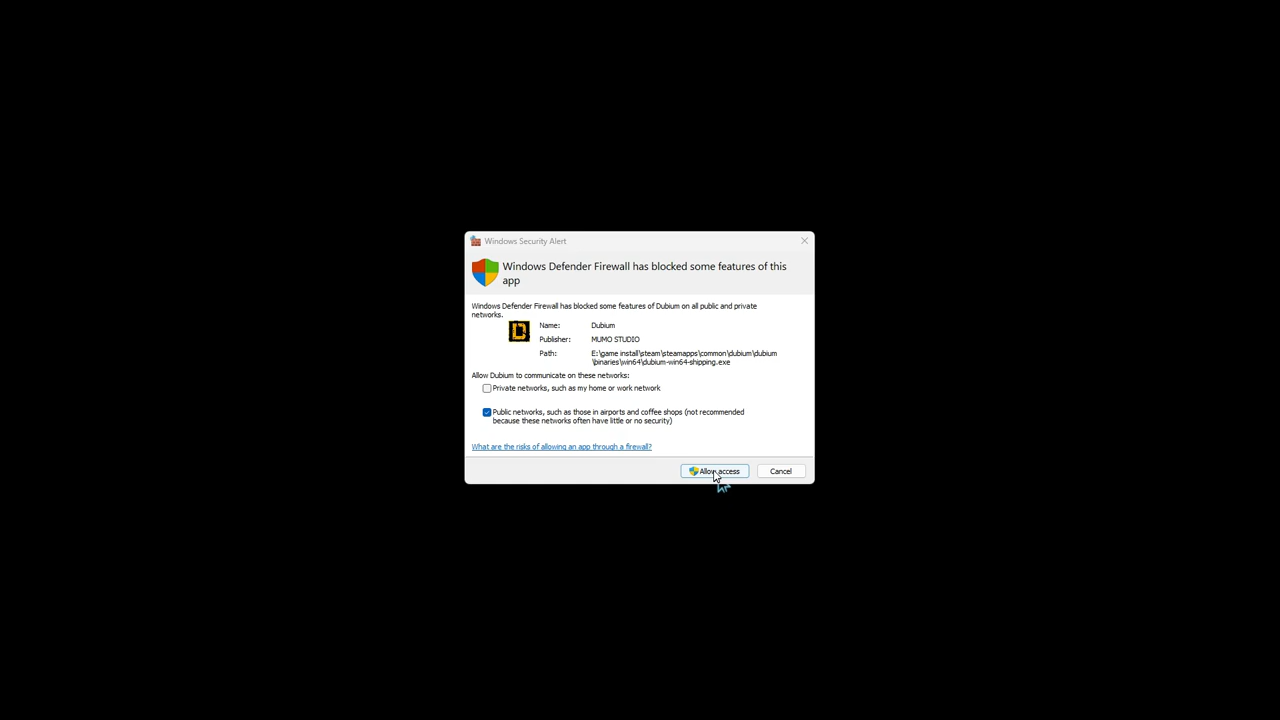 Windows Security Alert
Windows Defender Firewall has blocked some features of this
app
Windows Defender Firewall has blocked some features of Dubium on all public and private
networks.
D
Name: Dubium
Publisher: MUMO STUDIO
Path: E:\game install\steam\steamapps\common\dubium\dubium
\binaries\win64\dubium-win64-shipping.exe
Allow Dubium to communicate on these networks:
Private networks, such as my home or work network
Public networks, such as those in airports and coffee shops (not recommended
because these networks often have little or no security)
What are the risks of allowing an app through a firewall?
Allow access Cancel